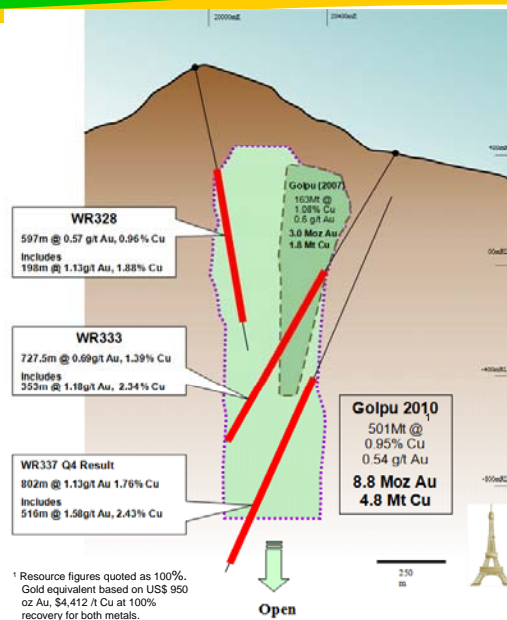 20000mE
20400mE
Golpu (2007)
163Mt @
1.08% Cu
0.6 g/t Au
3.0 Moz Au
1.8 Mt Cu
WR328
597m @ 0.57 g/t Au, 0.96% Cu
Includes
198m @ 1.13g/t Au, 1.88% Cu
WR333
727.5m @ 0.69g/t Au, 1.39% Cu
Includes
353m @ 1.18g/t Au, 2.34% Cu
WR337 Q4 Result
802m @ 1.13g/t Au 1.76% Cu
Includes
516m @ 1.58g/t Au, 2.43% Cu
Golpu 2010
1
501Mt @
0.95% Cu
0.54 g/t Au
8.8 Moz Au
4.8 Mt Cu
250
m
Open
¹ Resource figures quoted as 100%.
Gold equivalent based on US$ 950
oz Au, $4,412 /t Cu at 100%
recovery for both metals.